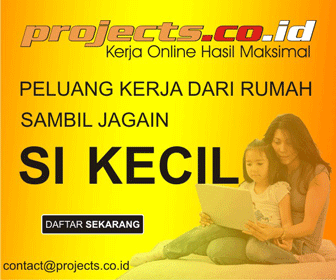 projects.co.id
Kerja Online Hasil Maksimal
PELUANG KERJA DARI RUMAH
SAMBIL JAGAIN
SI KECIL
DAFTAR SEKARANG
contact@projects.co.id